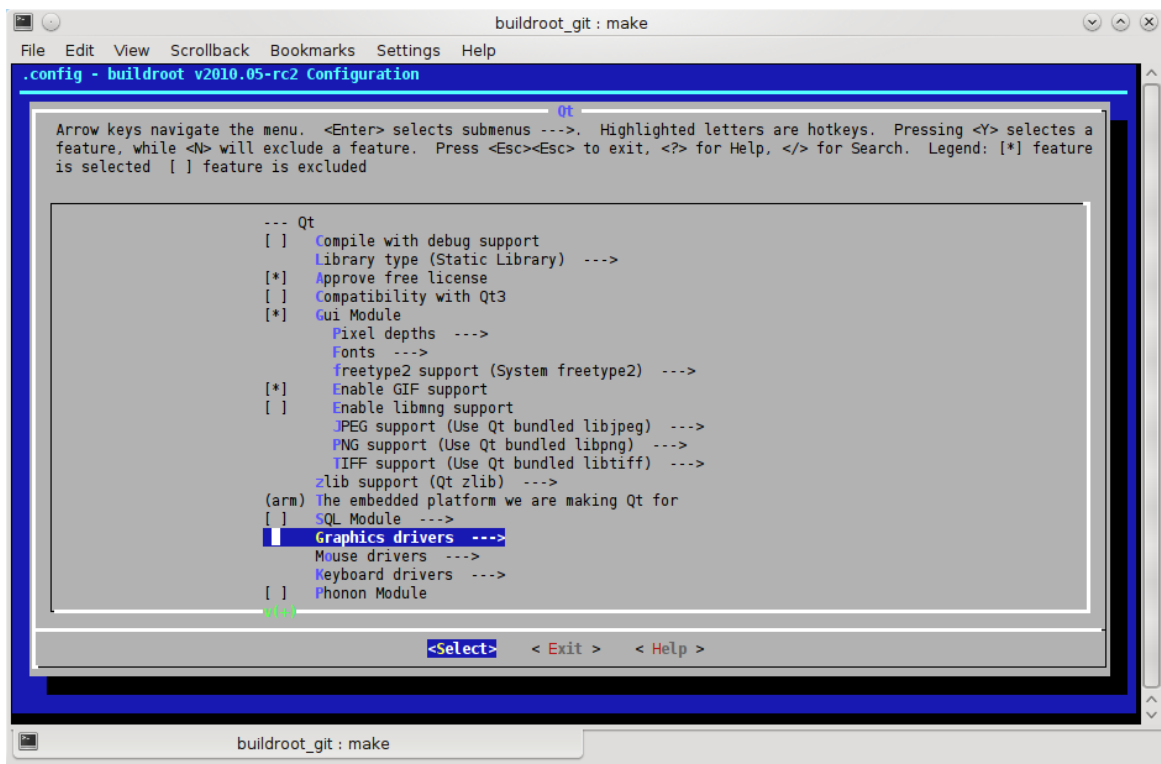 buildroot_git : make
File Edit View Scrollback Bookmarks Settings Help
.config - buildroot v2010.05-rc2 Configuration
Qt
Arrow keys navigate the menu. <Enter> selects submenus --->. Highlighted letters are hotkeys. Pressing <Y> selectes a
feature, while <N> will exclude a feature. Press <Esc><Esc> to exit, <?> for Help, </> for Search. Legend: [*] feature
is selected [ ] feature is excluded
--- Qt
[ ] Compile with debug support
Library type (Static Library) --->
[*] Approve free license
[ ] Compatibility with Qt3
[*] Gui Module
Pixel depths --->
Fonts --->
freetype2 support (System freetype2) --->
[*] Enable GIF support
[ ] Enable libmng support
JPEG support (Use Qt bundled libjpeg) --->
PNG support (Use Qt bundled libpng) --->
TIFF support (Use Qt bundled libtiff) --->
zlib support (Qt zlib) --->
(arm) The embedded platform we are making Qt for
[ ] SQL Module --->
Graphics drivers --->
Mouse drivers --->
Keyboard drivers --->
[ ] Phonon Module
v(+)
<Select> < Exit > < Help >
buildroot_git : make